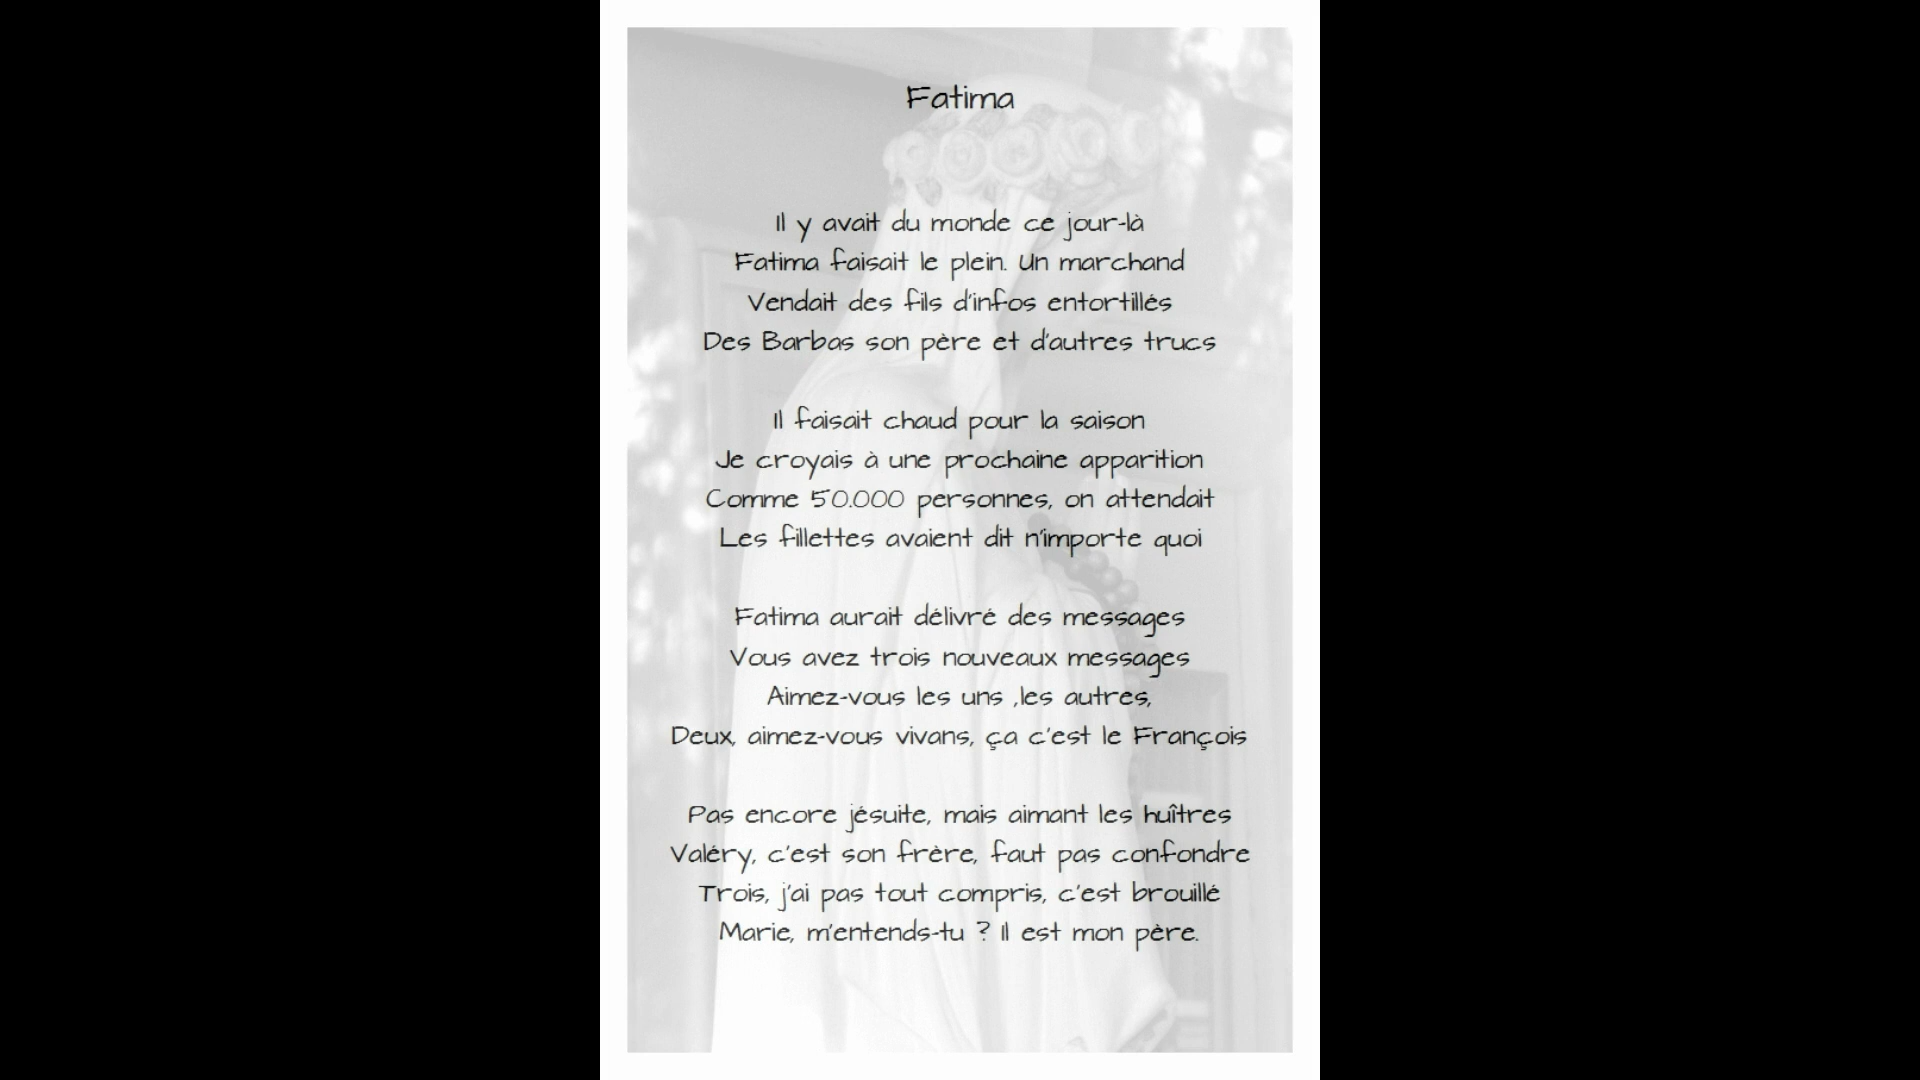 Fatima
Il y avait du monde ce jour-là
Fatima faisait le plein. Un marchand
Vendait des fils d'infos entortillés
Des Barbas son père et d'autres trucs
Il faisait chaud pour la saison
Je croyais à une prochaine apparition
Comme 50.000 personnes, on attendait
Les fillettes avaient dit n'importe quoi
Fatima aurait délivré des messages
Vous avez trois nouveaux messages
Aimez-vous les uns ,les autres,
Deux, aimez-vous vivans, ça c'est le François
Pas encore jésuite, mais aimant les huîtres
Valéry, c'est son frère, faut pas confondre
Trois, j'ai pas tout compris, c'est brouillé
Marie, m'entends-tu ? Il est mon père.